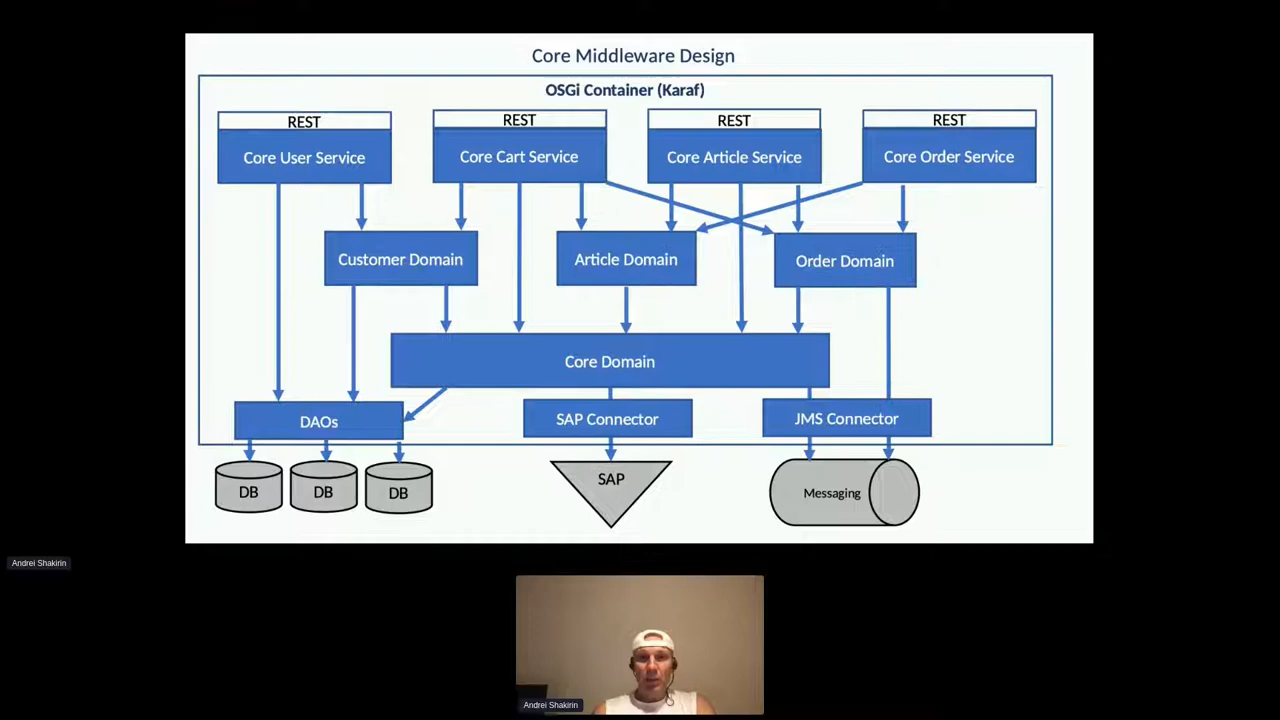 Core Middleware Design
OSGi Container (Karaf)
REST
REST
REST
REST
Core User Service
Core Cart Service
Core Article Service
Core Order Service
Customer Domain
Article Domain
Order Domain
Core Domain
DAOs
SAP Connector
JMS Connector
DB
DB
DB
SAP
Messaging
Andrei Shakirin
Andrei Shakirin